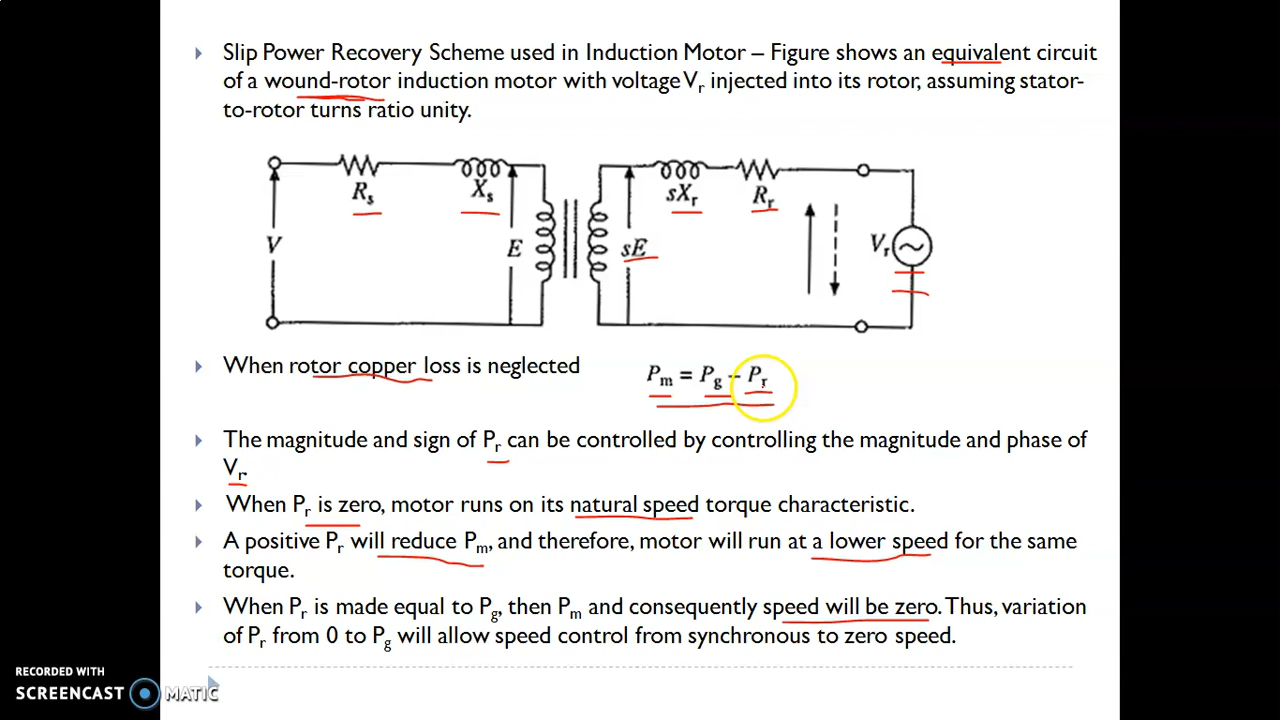 Slip Power Recovery Scheme used in Induction Motor – Figure shows an equivalent circuit
of a wound-rotor induction motor with voltage Vr injected into its rotor, assuming stator-
to-rotor turns ratio unity.
Rs
Xs
sXr
Rr
V
E
sE
Vr
When rotor copper loss is neglected
Pm = Pg – Pr
The magnitude and sign of Pr can be controlled by controlling the magnitude and phase of
Vr.
When Pr is zero, motor runs on its natural speed torque characteristic.
A positive Pr will reduce Pm, and therefore, motor will run at a lower speed for the same
torque.
When Pr is made equal to Pg, then Pm and consequently speed will be zero. Thus, variation
of Pr from 0 to Pg will allow speed control from synchronous to zero speed.
RECORDED WITH
SCREENCAST MATIC